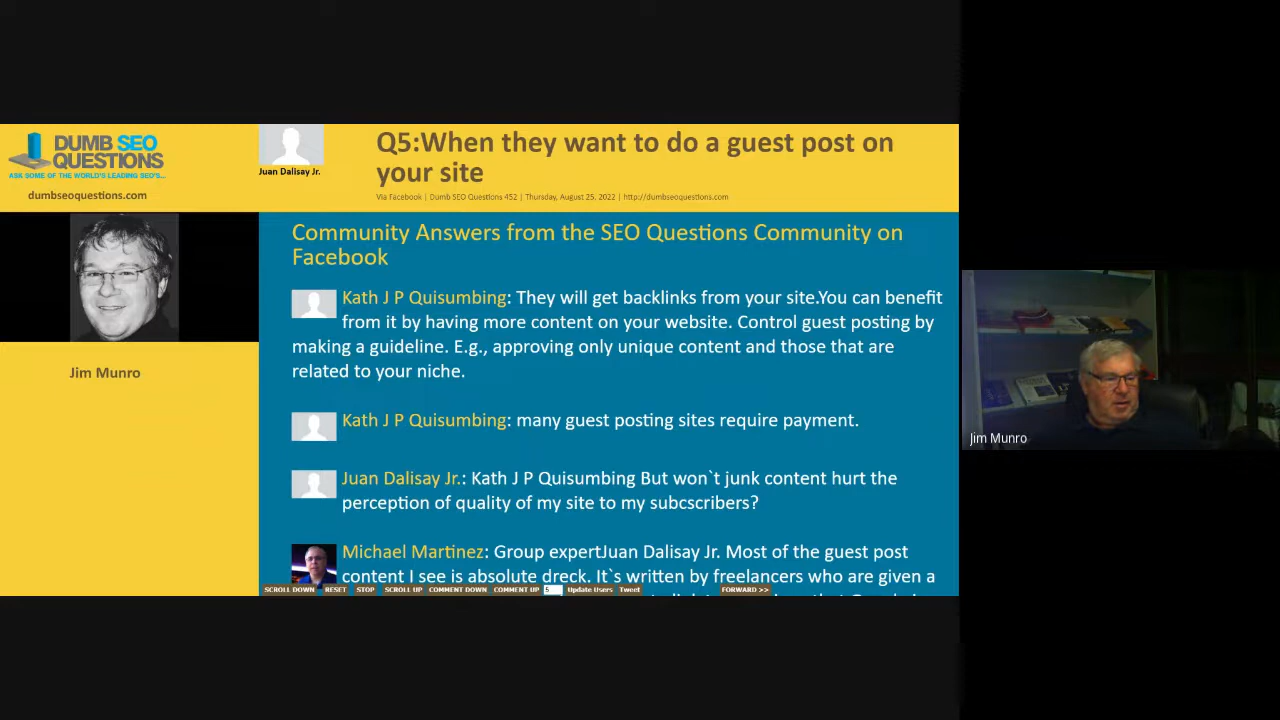 DUMB SEO
QUESTIONS
ASK SOME OF THE WORLD'S LEADING SEO'S...
dumbseoquestions.com
Juan Dalisay Jr.
Q5:When they want to do a guest post on
your site
Via Facebook | Dumb SEO Questions 452 | Thursday, August 25, 2022 | http://dumbseoquestions.com
Jim Munro
Community Answers from the SEO Questions Community on
Facebook
Kath J P Quisumbing: They will get backlinks from your site.You can benefit
from it by having more content on your website. Control guest posting by
making a guideline. E.g., approving only unique content and those that are
related to your niche.
Kath J P Quisumbing: many guest posting sites require payment.
Juan Dalisay Jr.: Kath J P Quisumbing But won`t junk content hurt the
perception of quality of my site to my subcscribers?
Michael Martinez: Group expertJuan Dalisay Jr. Most of the guest post
content I see is absolute dreck. It`s written by freelancers who are given a
SCROLL DOWN RESET STOP SCROLL UP COMMENT DOWN COMMENT UP 5 Update Users Tweet FORWARD >>
Jim Munro